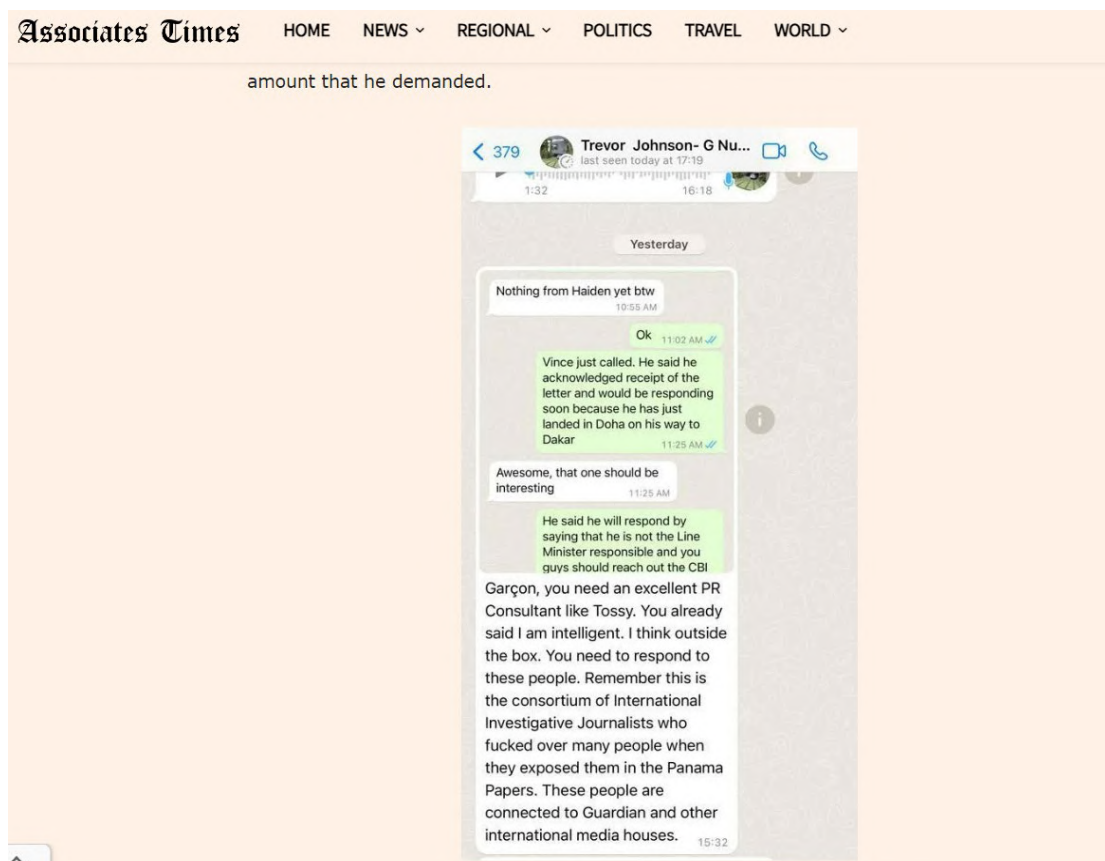 Associates Times HOME NEWS REGIONAL POLITICS TRAVEL WORLD
amount that he demanded.
379 Trevor Johnson- G Nu...
last seen today at 17:19
1:32 16:18
Yesterday
Nothing from Haiden yet btw
10:55 AM
Ok 11:02 AM
Vince just called. He said he
acknowledged receipt of the
letter and would be responding
soon because he has just
landed in Doha on his way to
Dakar
11:25 AM
Awesome, that one should be
interesting
11:25 AM
He said he will respond by
saying that he is not the Line
Minister responsible and you
guys should reach out the CBI
Garçon, you need an excellent PR
Consultant like Tossy. You already
said I am intelligent. I think outside
the box. You need to respond to
these people. Remember this is
the consortium of International
Investigative Journalists who
fucked over many people when
they exposed them in the Panama
Papers. These people are
connected to Guardian and other
international media houses.
15:32